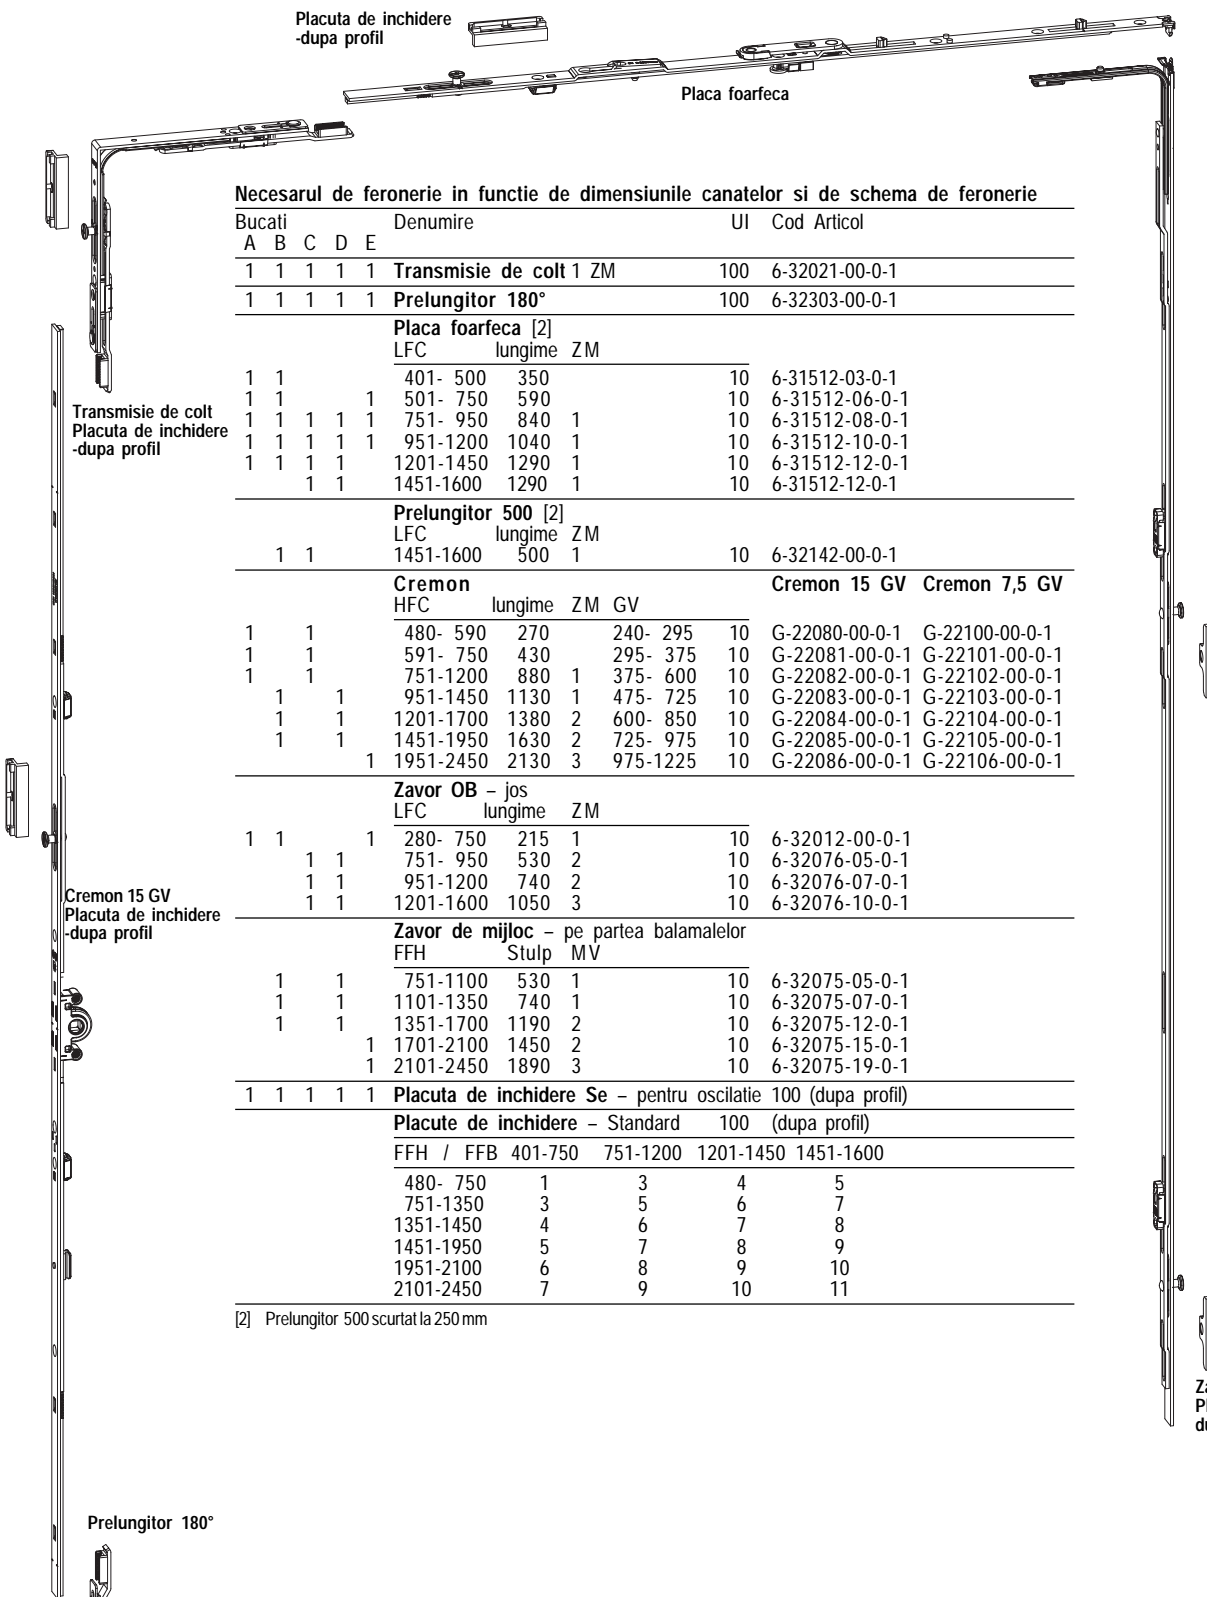 Placuta de inchidere
-dupa profil
Placa foarfeca
Necesarul de feronerie in functie de dimensiunile canatelor si de schema de feronerie
Bucati Denumire UI Cod Articol
A B C D E
1 1 1 1 1 Transmisie de colt 1 ZM 100 6-32021-00-0-1
1 1 1 1 1 Prelungitor 180° 100 6-32303-00-0-1
Placa foarfeca [2]
LFC lungime ZM
1 1 401- 500 350 10 6-31512-03-0-1
1 1 1 501- 750 590 10 6-31512-06-0-1
1 1 1 1 1 751- 950 840 1 10 6-31512-08-0-1
1 1 1 1 1 951-1200 1040 1 10 6-31512-10-0-1
1 1 1 1 1201-1450 1290 1 10 6-31512-12-0-1
1 1 1451-1600 1290 1 10 6-31512-12-0-1
Transmisie de colt
Placuta de inchidere
-dupa profil
Prelungitor 500 [2]
LFC lungime ZM
1 1 1451-1600 500 1 10 6-32142-00-0-1
Cremon Cremon 15 GV Cremon 7,5 GV
HFC lungime ZM GV
1 1 480- 590 270 240- 295 10 G-22080-00-0-1 G-22100-00-0-1
1 1 591- 750 430 295- 375 10 G-22081-00-0-1 G-22101-00-0-1
1 1 751-1200 880 1 375- 600 10 G-22082-00-0-1 G-22102-00-0-1
1 1 951-1450 1130 1 475- 725 10 G-22083-00-0-1 G-22103-00-0-1
1 1 1201-1700 1380 2 600- 850 10 G-22084-00-0-1 G-22104-00-0-1
1 1 1451-1950 1630 2 725- 975 10 G-22085-00-0-1 G-22105-00-0-1
1 1951-2450 2130 3 975-1225 10 G-22086-00-0-1 G-22106-00-0-1
Zavor OB – jos
LFC lungime ZM
1 1 1 280- 750 215 1 10 6-32012-00-0-1
1 1 751- 950 530 2 10 6-32076-05-0-1
1 1 951-1200 740 2 10 6-32076-07-0-1
1 1 1201-1600 1050 3 10 6-32076-10-0-1
Cremon 15 GV
Placuta de inchidere
-dupa profil
Zavor de mijloc – pe partea balamalelor
FFH Stulp MV
1 1 751-1100 530 1 10 6-32075-05-0-1
1 1 1101-1350 740 1 10 6-32075-07-0-1
1 1 1351-1700 1190 2 10 6-32075-12-0-1
1 1701-2100 1450 2 10 6-32075-15-0-1
1 2101-2450 1890 3 10 6-32075-19-0-1
1 1 1 1 1 Placuta de inchidere Se – pentru oscilatie 100 (dupa profil)
Placute de inchidere – Standard 100 (dupa profil)
FFH / FFB 401-750 751-1200 1201-1450 1451-1600
480- 750 1 3 4 5
751-1350 3 5 6 7
1351-1450 4 6 7 8
1451-1950 5 7 8 9
1951-2100 6 8 9 10
2101-2450 7 9 10 11
[2] Prelungitor 500 scurtat la 250 mm
Prelungitor 180°